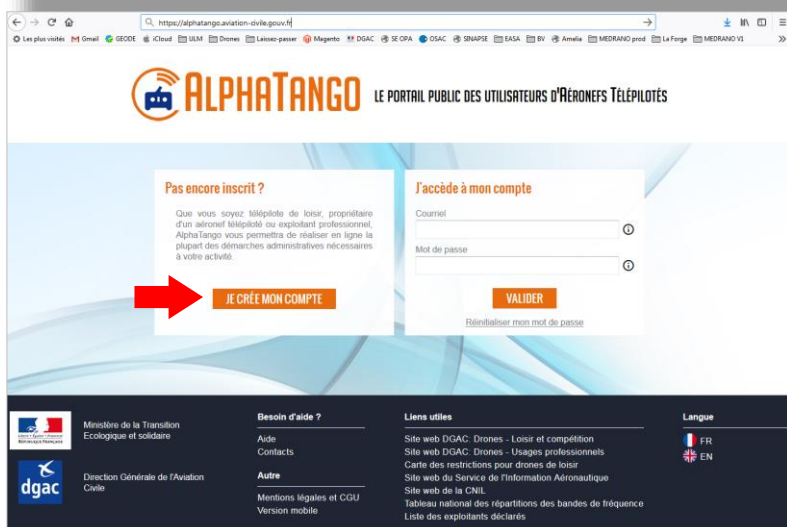 https://alphatango.aviation-civile.gouv.fr
Les plus visités Gmail GEODE iCloud ULM Drones Laissez-passer Magento DGAC SE OPA OSAC SINAPSE EASA BV Amelia MEDRANO prod La Forge MEDRANO V1
ALPHATANGO LE PORTAIL PUBLIC DES UTILISATEURS D'AÉRONEFS TÉLÉPILOTÉS
Pas encore inscrit ?
Que vous soyez télépilote de loisir, propriétaire
d'un aéronef télépiloté ou exploitant professionnel,
AlphaTango vous permettra de réaliser en ligne la
plupart des démarches administratives nécessaires
à votre activité.
JE CRÉE MON COMPTE
J'accède à mon compte
Courriel
Mot de passe
VALIDER
Réinitialiser mon mot de passe
Liberté • Égalité • Fraternité
RÉPUBLIQUE FRANÇAISE
Ministère de la Transition
Ecologique et solidaire
dgac
Direction Générale de l'Aviation
Civile
Besoin d'aide ?
Aide
Contacts
Autre
Mentions légales et CGU
Version mobile
Liens utiles
Site web DGAC: Drones - Loisir et compétition
Site web DGAC: Drones - Usages professionnels
Carte des restrictions pour drones de loisir
Site web du Service de l'Information Aéronautique
Site web de la CNIL
Tableau national des répartitions des bandes de fréquence
Liste des exploitants déclarés
Langue
FR
EN